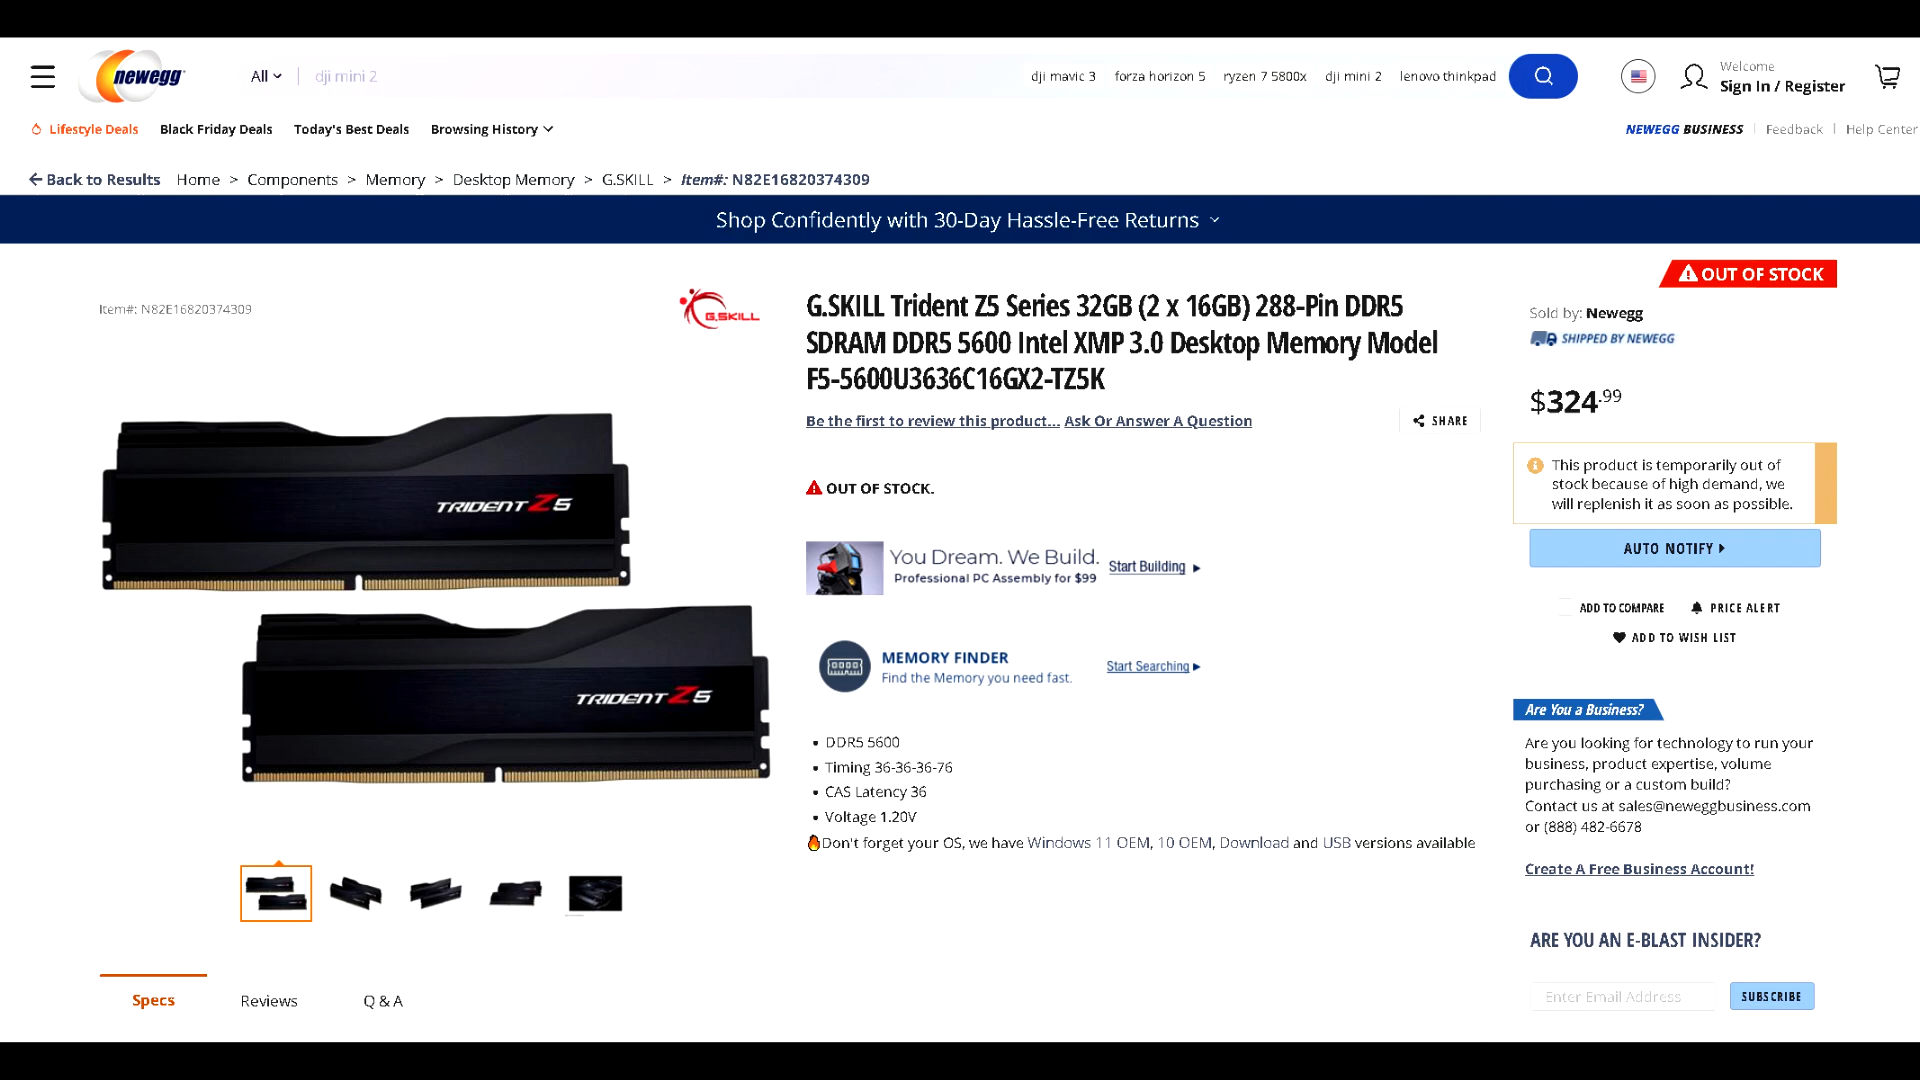 newegg
All
dji mini 2
dji mavic 3
forza horizon 5
ryzen 7 5800x
dji mini 2
lenovo thinkpad
Welcome
Sign In / Register
Lifestyle Deals
Black Friday Deals
Today's Best Deals
Browsing History
NEWEGG BUSINESS
Feedback
Help Center
Back to Results
Home > Components > Memory > Desktop Memory > G.SKILL > Item#: N82E16820374309
Shop Confidently with 30-Day Hassle-Free Returns
Item#: N82E16820374309
G.SKILL
TRIDENT Z5
TRIDENT Z5
G.SKILL Trident Z5 Series 32GB (2 x 16GB) 288-Pin DDR5
SDRAM DDR5 5600 Intel XMP 3.0 Desktop Memory Model
F5-5600U3636C16GX2-TZ5K
Be the first to review this product... Ask Or Answer A Question
SHARE
OUT OF STOCK.
You Dream. We Build.
Professional PC Assembly for $99
Start Building
MEMORY FINDER
Find the Memory you need fast.
Start Searching
• DDR5 5600
• Timing 36-36-36-76
• CAS Latency 36
• Voltage 1.20V
🔥Don't forget your OS, we have Windows 11 OEM, 10 OEM, Download and USB versions available
OUT OF STOCK
Sold by: Newegg
SHIPPED BY NEWEGG
$324.99
This product is temporarily out of
stock because of high demand, we
will replenish it as soon as possible.
AUTO NOTIFY
ADD TO COMPARE
PRICE ALERT
ADD TO WISH LIST
Are You a Business?
Are you looking for technology to run your
business, product expertise, volume
purchasing or a custom build?
Contact us at sales@neweggbusiness.com
or (888) 482-6678
Create A Free Business Account!
ARE YOU AN E-BLAST INSIDER?
Enter Email Address
SUBSCRIBE
Specs
Reviews
Q & A